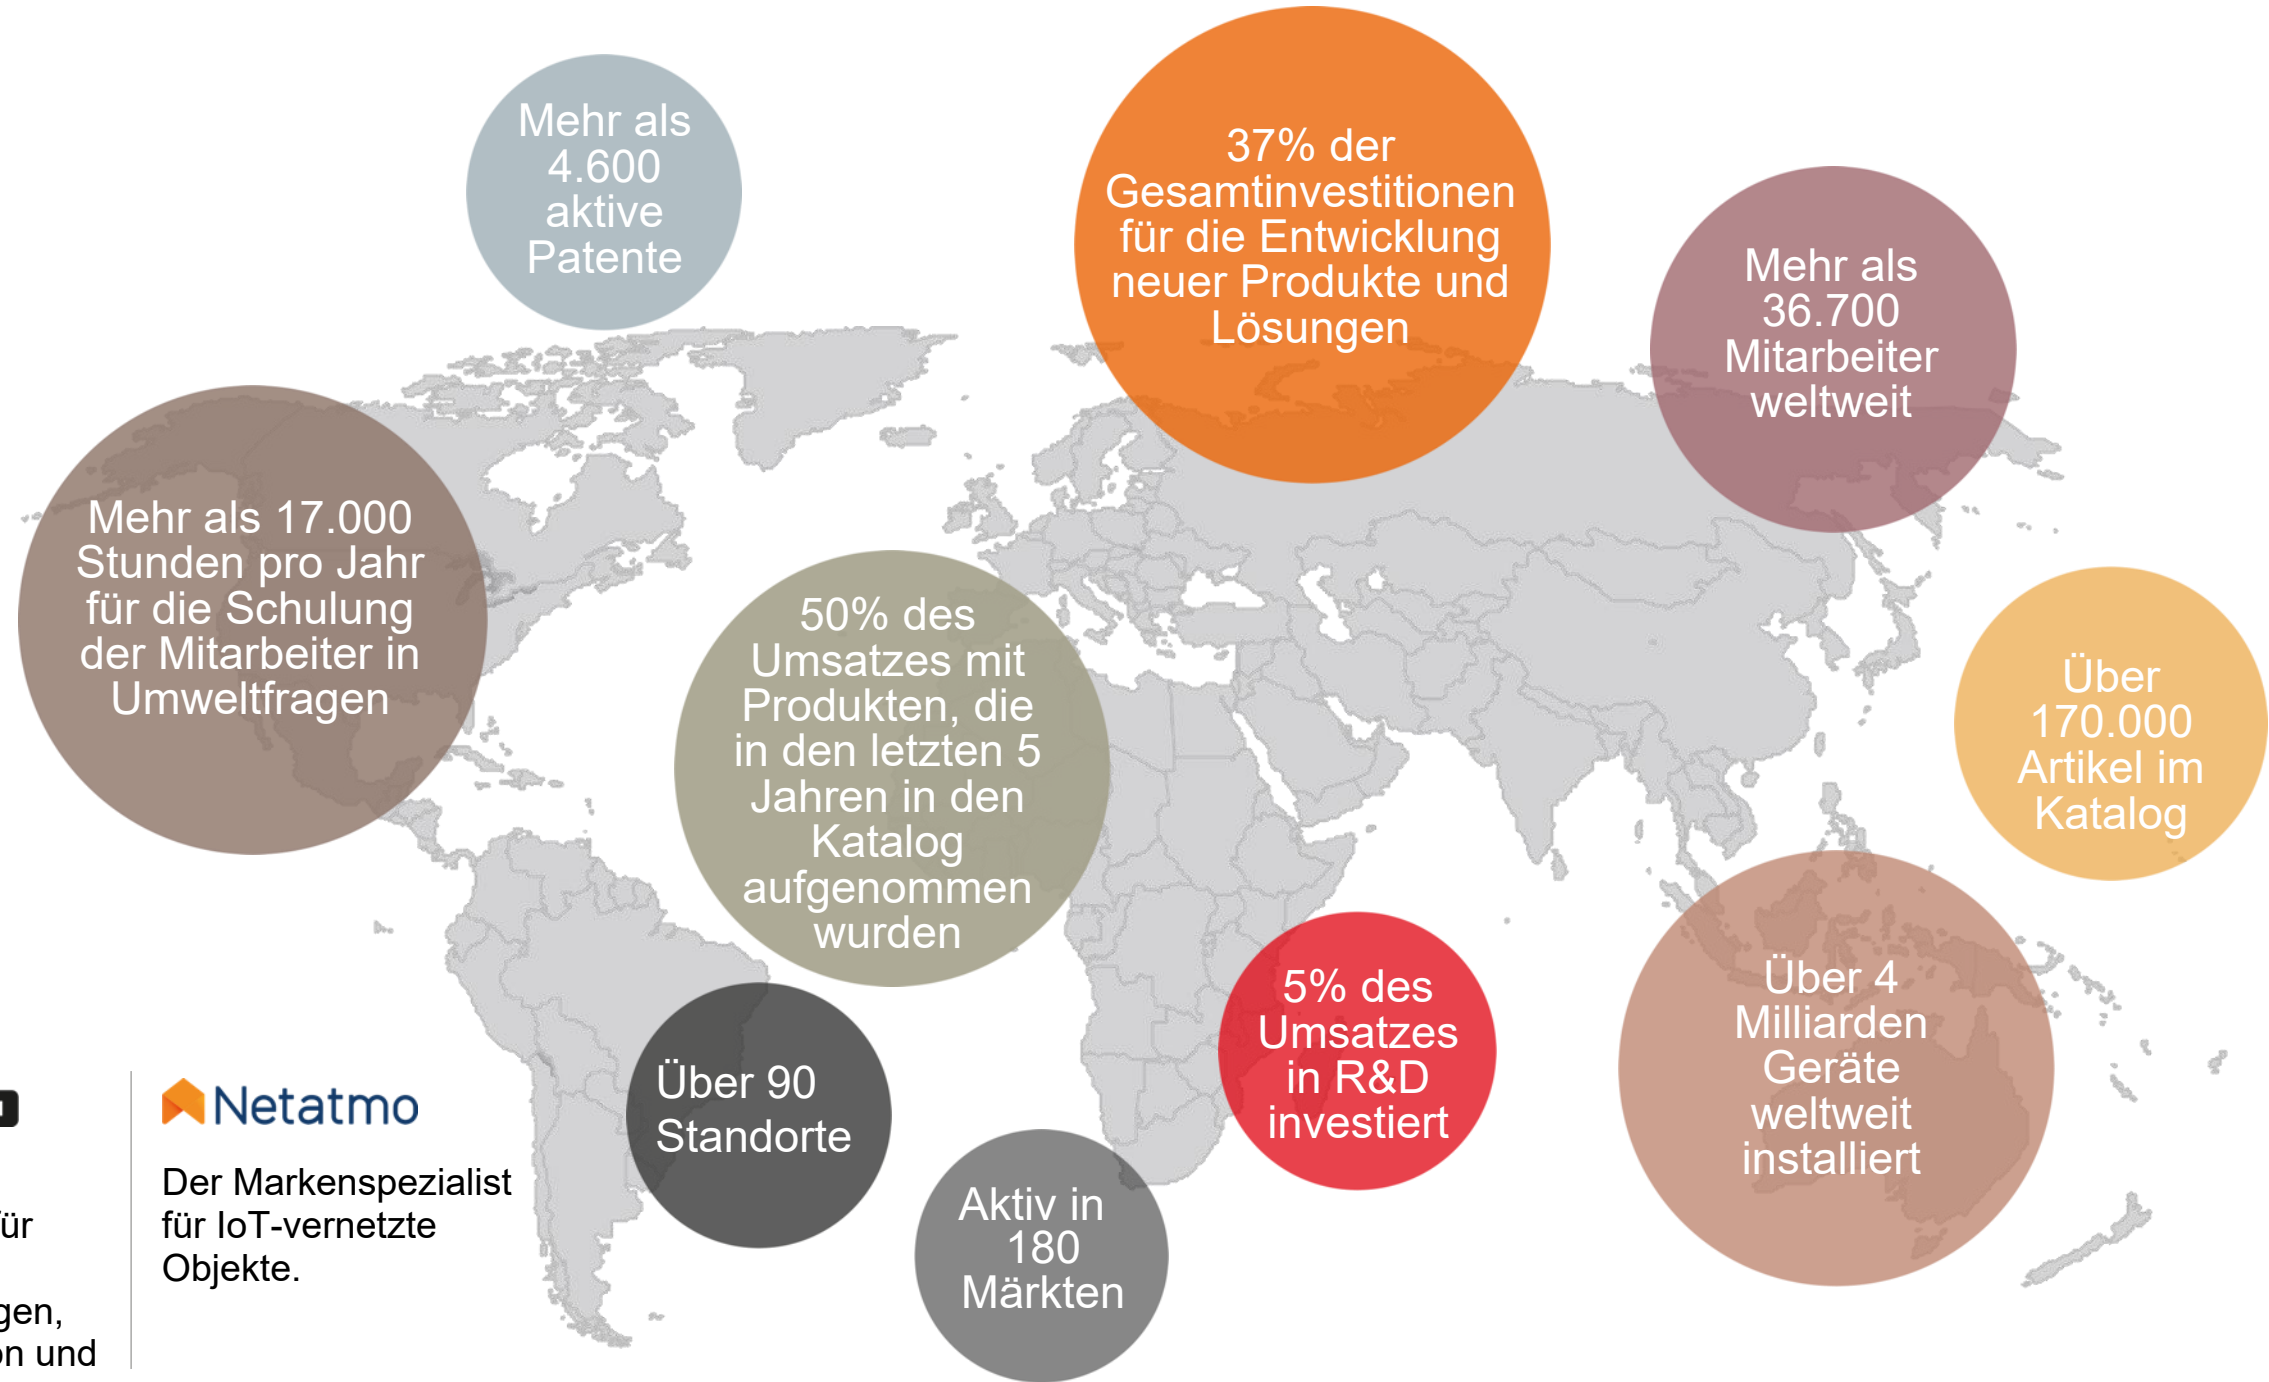 Mehr als
4.600
aktive
Patente
37% der
Gesamtinvestitionen
für die Entwicklung
neuer Produkte und
Lösungen
Mehr als
36.700
Mitarbeiter
weltweit
Mehr als 17.000
Stunden pro Jahr
für die Schulung
der Mitarbeiter in
Umweltfragen
50% des
Umsatzes mit
Produkten, die
in den letzten 5
Jahren in den
Katalog
aufgenommen
wurden
Über
170.000
Artikel im
Katalog
5% des
Umsatzes
in R&D
investiert
Über 4
Milliarden
Geräte
weltweit
installiert
Über 90
Standorte
Aktiv in
180
Märkten
Netatmo
Der Markenspezialist
für IoT-vernetzte
Objekte.
und